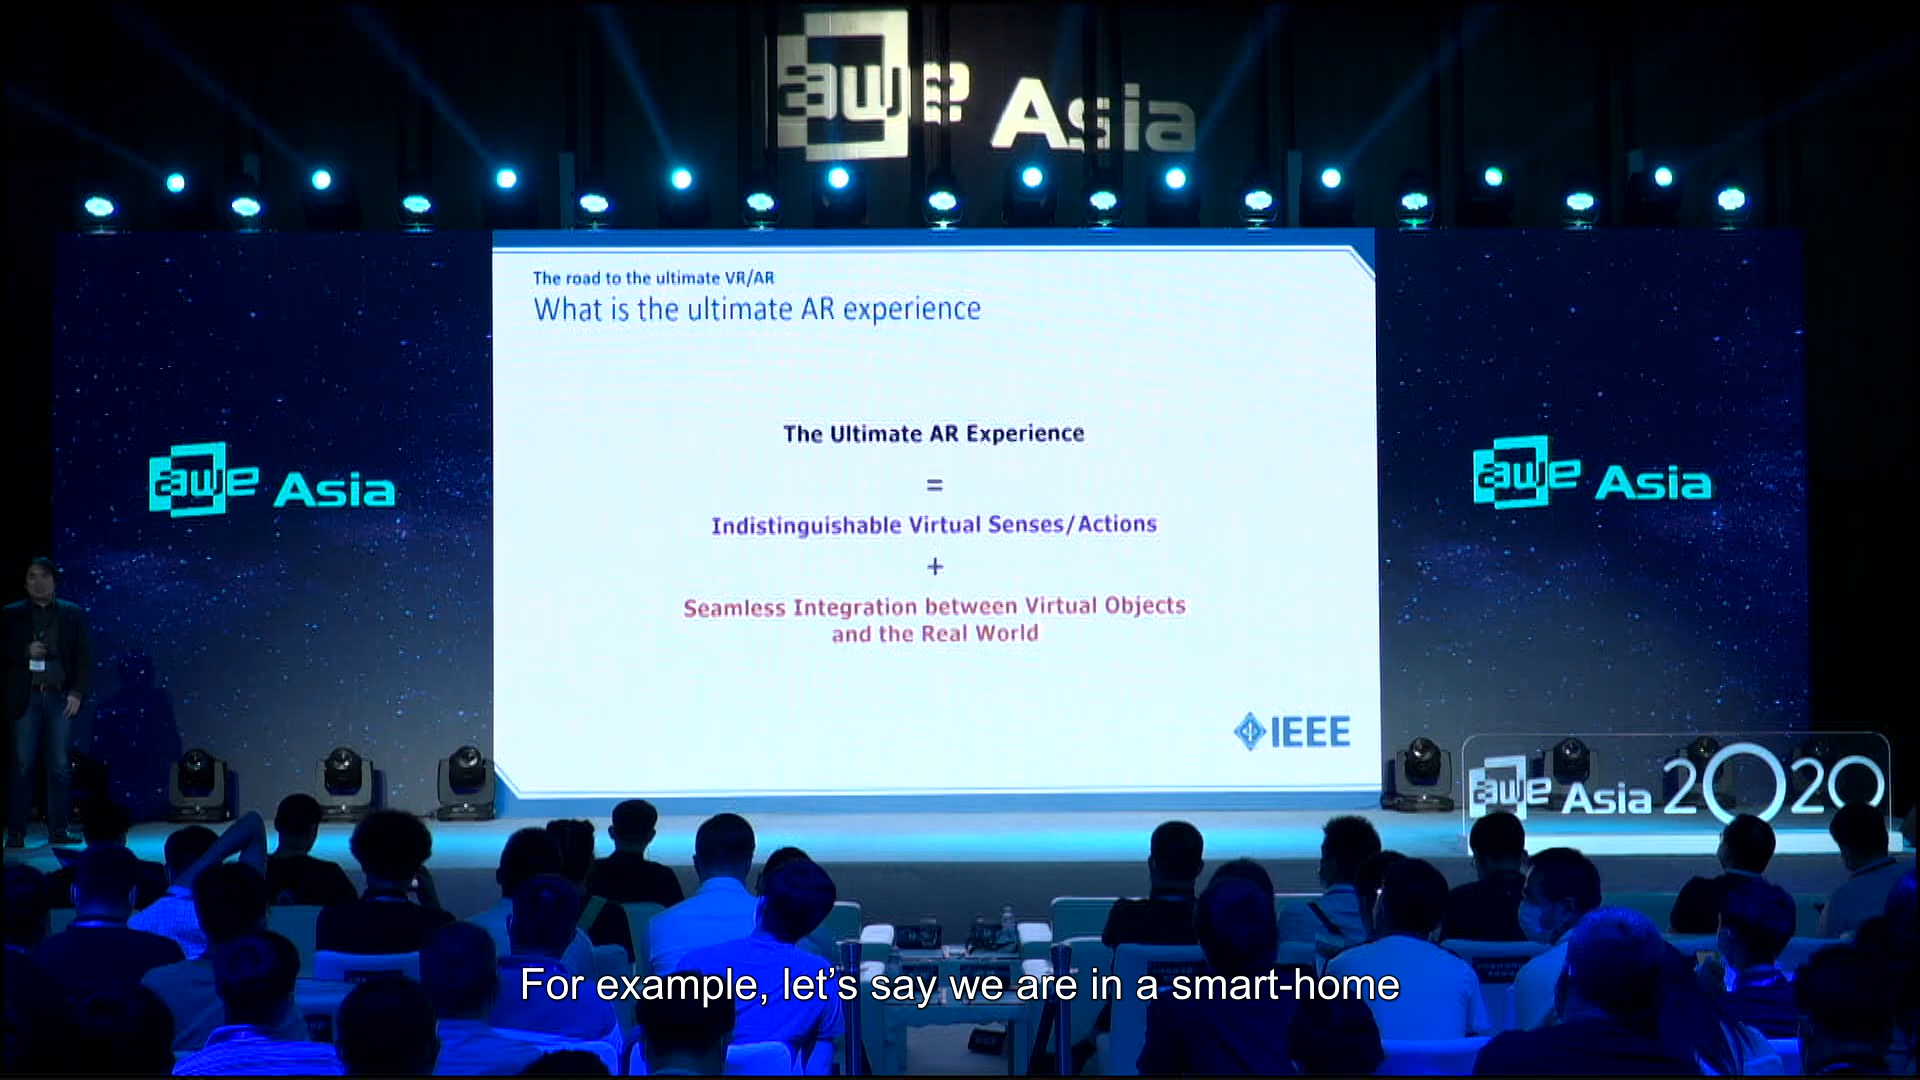 awe Asia
The road to the ultimate VR/AR
What is the ultimate AR experience
The Ultimate AR Experience
=
Indistinguishable Virtual Senses/Actions
+
Seamless Integration between Virtual Objects
and the Real World
IEEE
awe Asia
awe Asia
awe Asia 2020
For example, let’s say we are in a smart-home